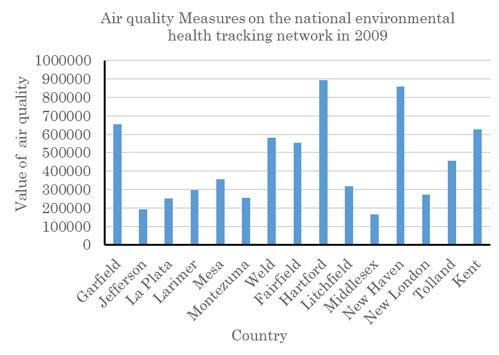 Air quality Measures on the national environmental
health tracking network in 2009
Value of air quality
1000000
900000
800000
700000
600000
500000
400000
300000
200000
100000
0
Garfield
Jefferson
La Plata
Larimer
Mesa
Montezuma
Weld
Fairfield
Hartford
Litchfield
Middlesex
New Haven
New London
Tolland
Kent
Country